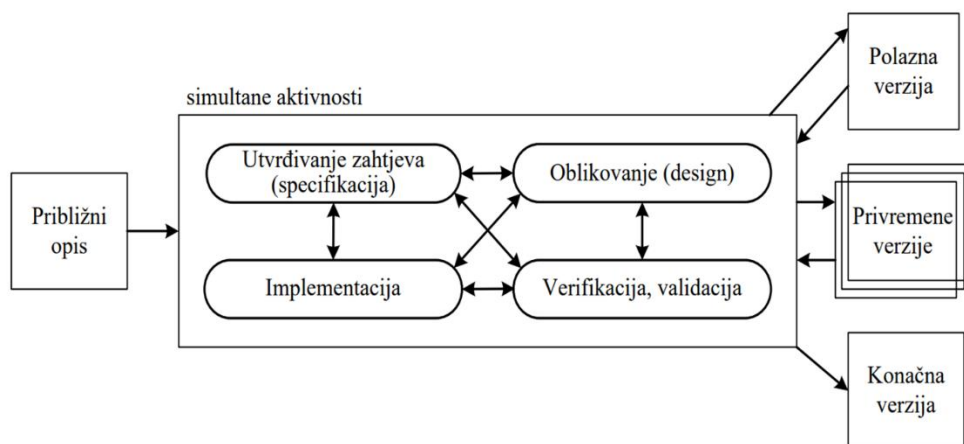 simultane aktivnosti
Približni
opis
Utvrđivanje zahtjeva
(specifikacija)
Oblikovanje (design)
Implementacija
Verifikacija, validacija
Polazna
verzija
Privremene
verzije
Konačna
verzija